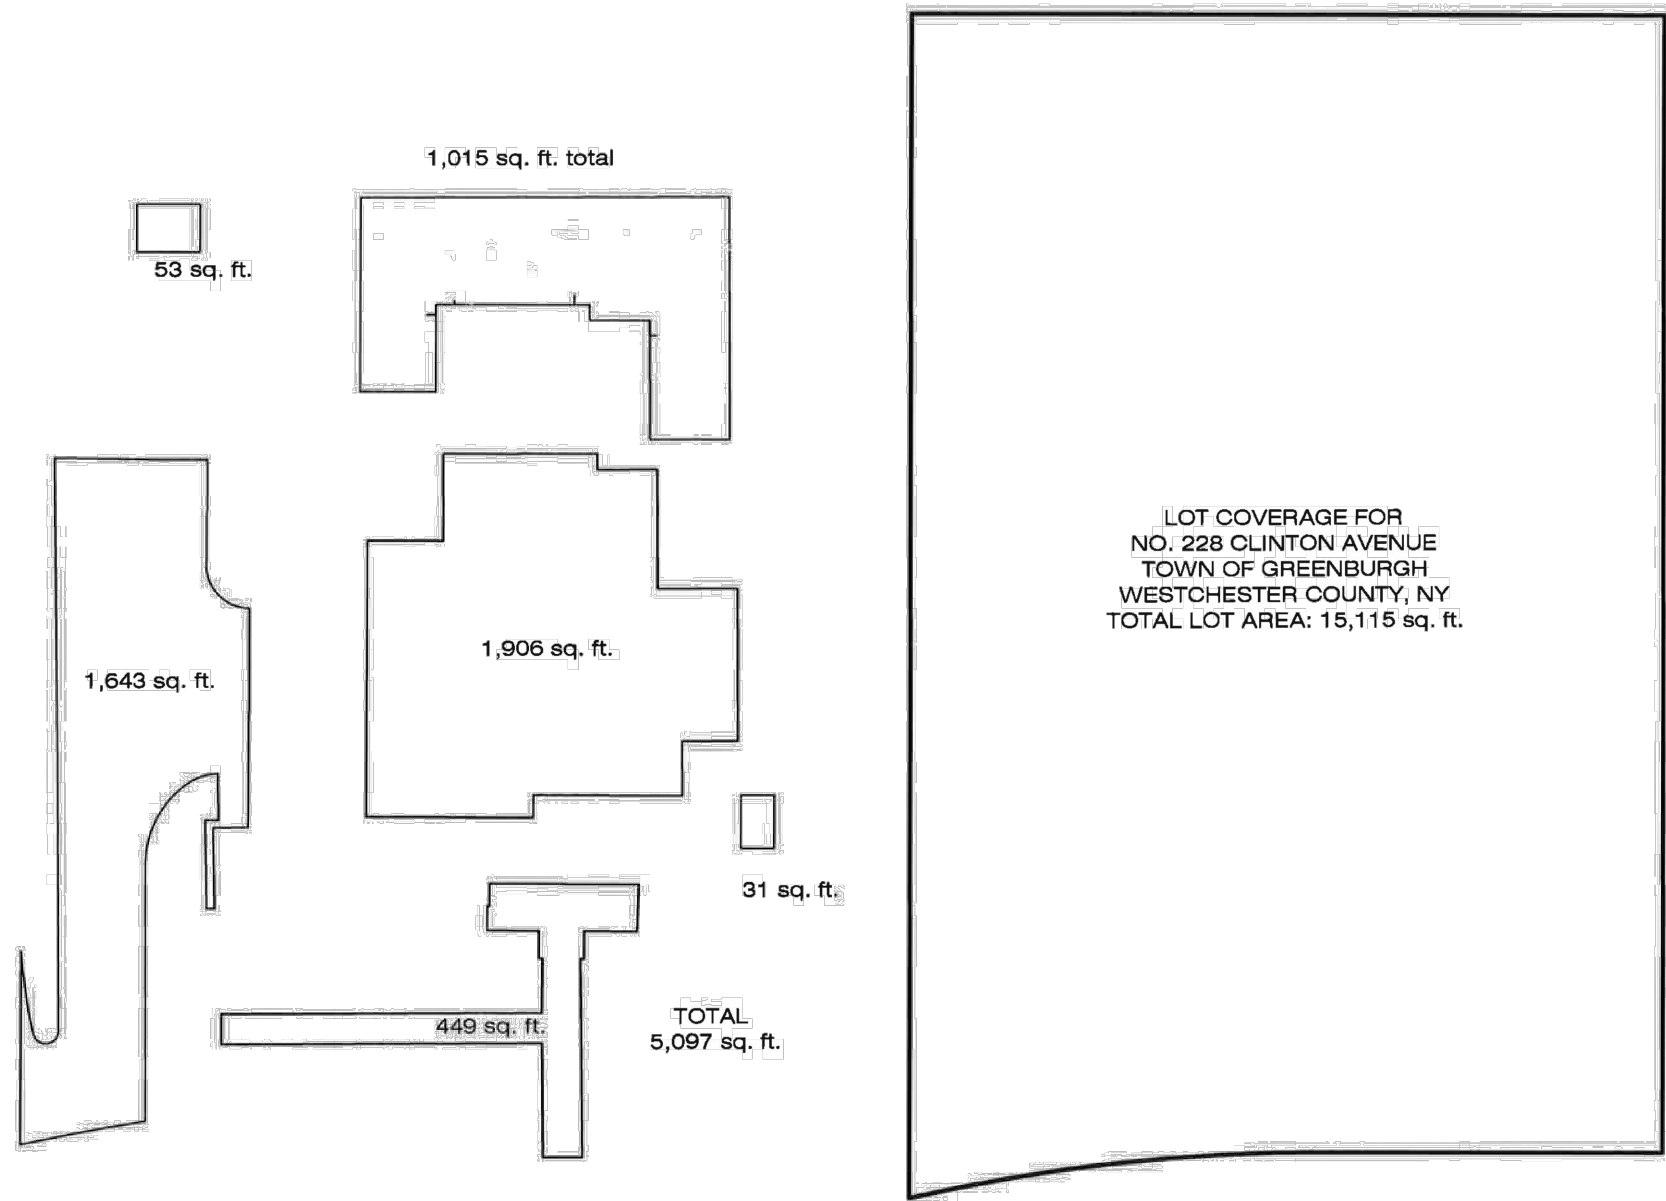 1,015 sq. ft. total
53 sq. ft.
1,643 sq. ft.
1,906 sq. ft.
31 sq. ft.
449 sq. ft.
TOTAL
5,097 sq. ft.
LOT COVERAGE FOR
NO. 228 CLINTON AVENUE
TOWN OF GREENBURGH
WESTCHESTER COUNTY, NY
TOTAL LOT AREA: 15,115 sq. ft.